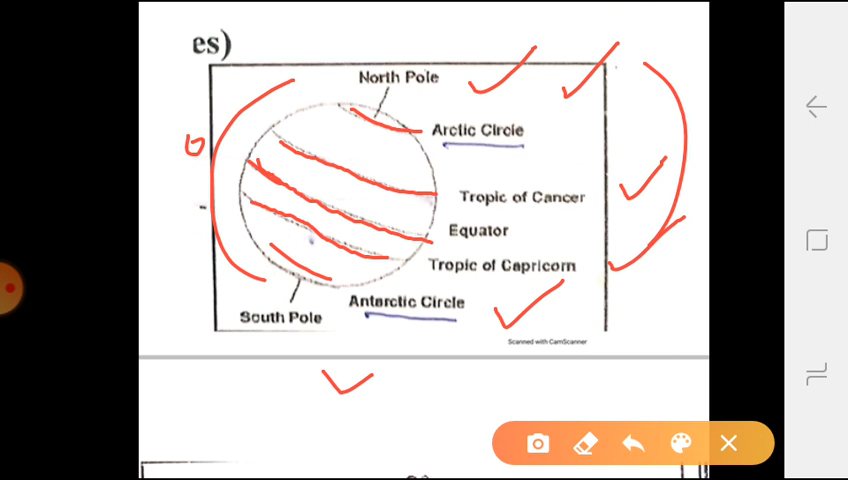 es)
North Pole
Arctic Circle
Tropic of Cancer
Equator
Tropic of Capricorn
Antarctic Circle
South Pole
Scanned with CamScanner